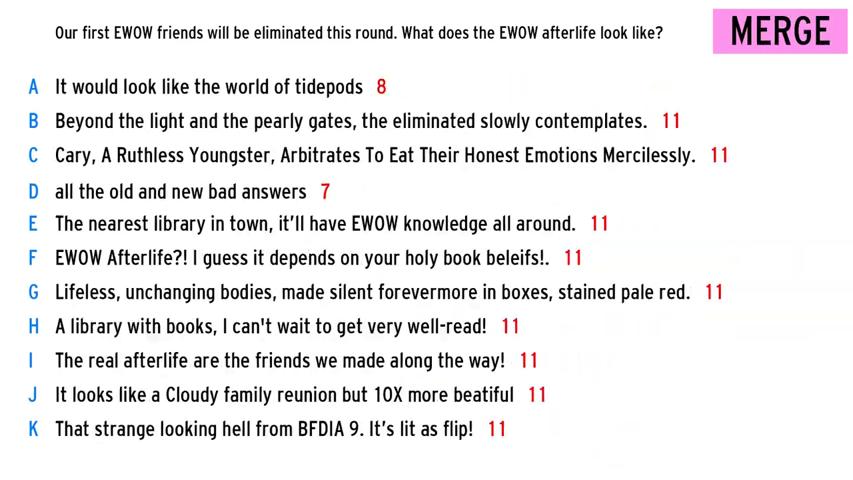 Our first EWOW friends will be eliminated this round. What does the EWOW afterlife look like?
MERGE
A It would look like the world of tidepods 8
B Beyond the light and the pearly gates, the eliminated slowly contemplates. 11
C Cary, A Ruthless Youngster, Arbitrates To Eat Their Honest Emotions Mercilessly. 11
D all the old and new bad answers 7
E The nearest library in town, it'll have EWOW knowledge all around. 11
F EWOW Afterlife?! I guess it depends on your holy book beleifs!. 11
G Lifeless, unchanging bodies, made silent forevermore in boxes, stained pale red. 11
H A library with books, I can't wait to get very well-read! 11
I The real afterlife are the friends we made along the way! 11
J It looks like a Cloudy family reunion but 10X more beatiful 11
K That strange looking hell from BFDIA 9. It's lit as flip! 11